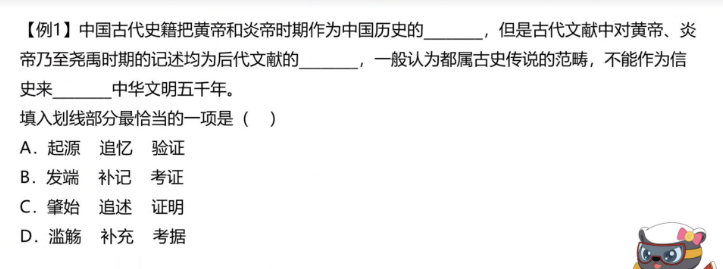 【例1】中国古代史籍把黄帝和炎帝时期作为中国历史的______，但是古代文献中对黄帝、炎
帝乃至尧禹时期的记述均为后代文献的______，一般认为都属古史传说的范畴，不能作为信
史来______中华文明五千年。
填入划线部分最恰当的一项是（ ）
A．起源 追忆 验证
B．发端 补记 考证
C．肇始 追述 证明
D．滥觞 补充 考据